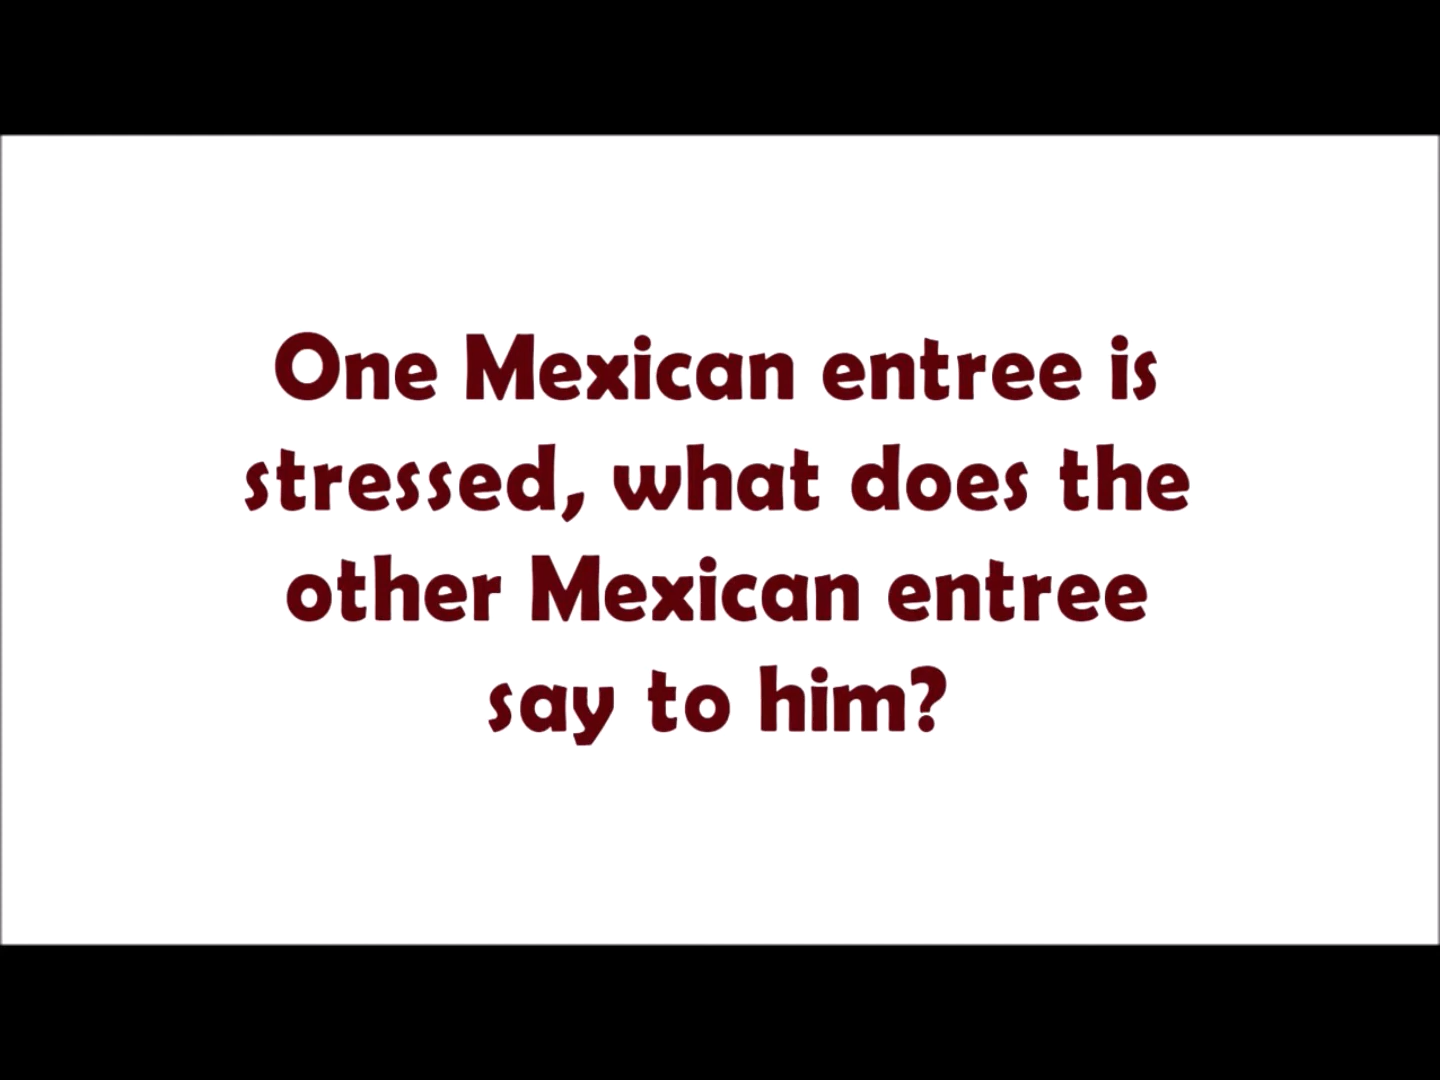 One Mexican entree is
stressed, what does the
other Mexican entree
say to him?